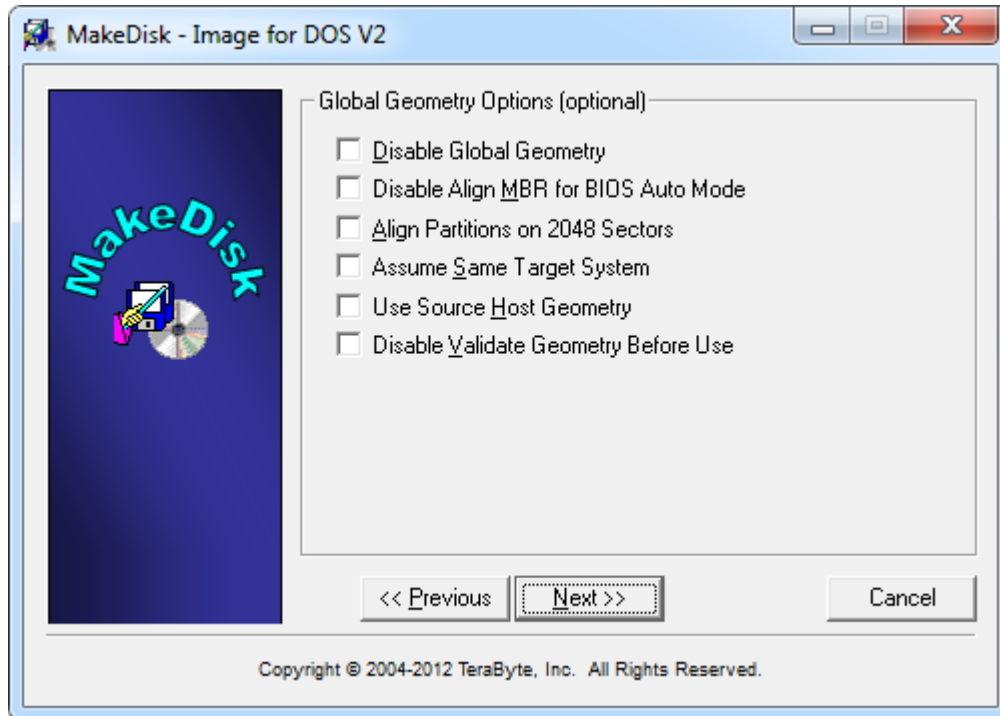 MakeDisk - Image for DOS V2
MakeDisk
Global Geometry Options (optional)
Disable Global Geometry
Disable Align MBR for BIOS Auto Mode
Align Partitions on 2048 Sectors
Assume Same Target System
Use Source Host Geometry
Disable Validate Geometry Before Use
<< Previous
Next >>
Cancel
Copyright © 2004-2012 TeraByte, Inc. All Rights Reserved.